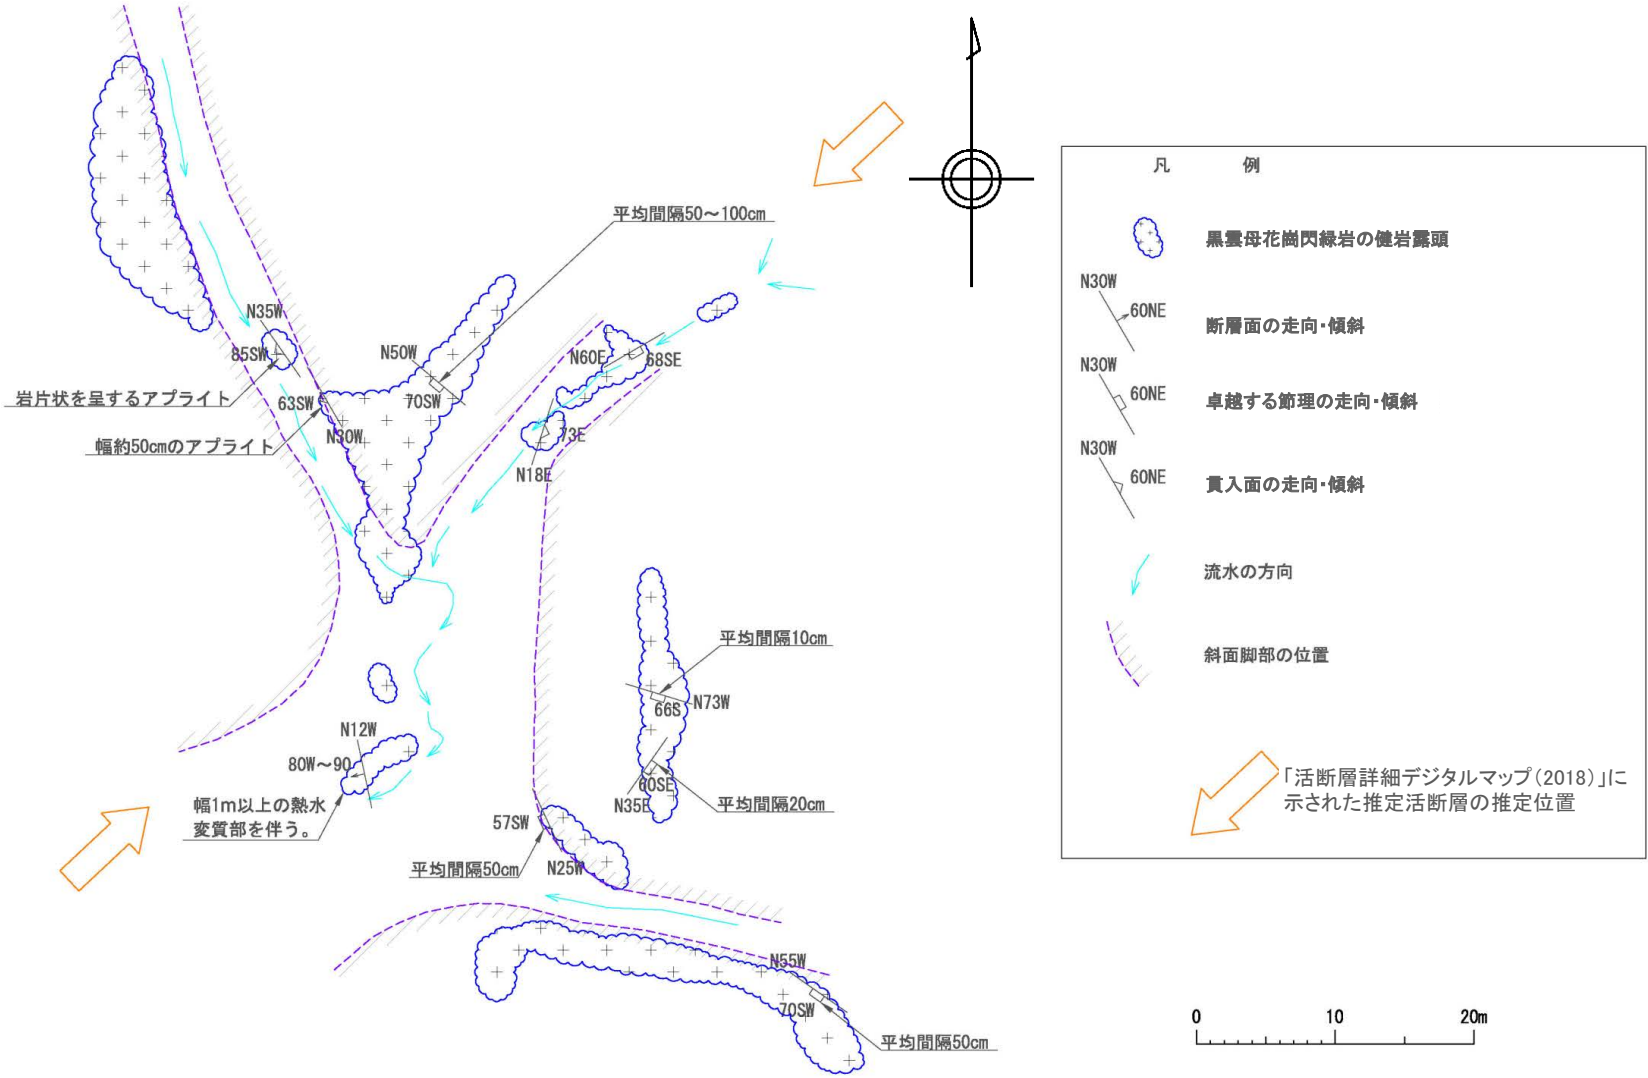 平均間隔50～100cm
N35W
85SW
岩片状を呈するアプライト
63SW
幅約50cmのアプライト
N30W
N50W
70SW
N60E
68SE
73E
N18E
平均間隔10cm
66S
N73W
60SE
N35E
平均間隔20cm
N12W
80W～90
幅1m以上の熱水
変質部を伴う。
57SW
平均間隔50cm
N25W
N55W
70SW
平均間隔50cm
凡　例
黒雲母花崗閃緑岩の健岩露頭
N30W
60NE
断層面の走向・傾斜
N30W
60NE
卓越する節理の走向・傾斜
N30W
60NE
貫入面の走向・傾斜
流水の方向
斜面脚部の位置
「活断層詳細デジタルマップ（2018）」に
示された推定活断層の推定位置
0 10 20m